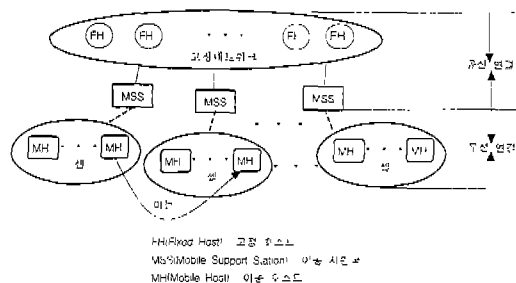 FH FH . . . FH FH
고정네트워크
유선 연결
MSS MSS MSS
MH . . . MH
셀
MH . . . MH
셀
MH . . . MH
셀
무선 연결
이동
FH(Fixed Host) 고정 호스트
MSS(Mobile Support Station) 이동 지원국
MH(Mobile Host) 이동 호스트